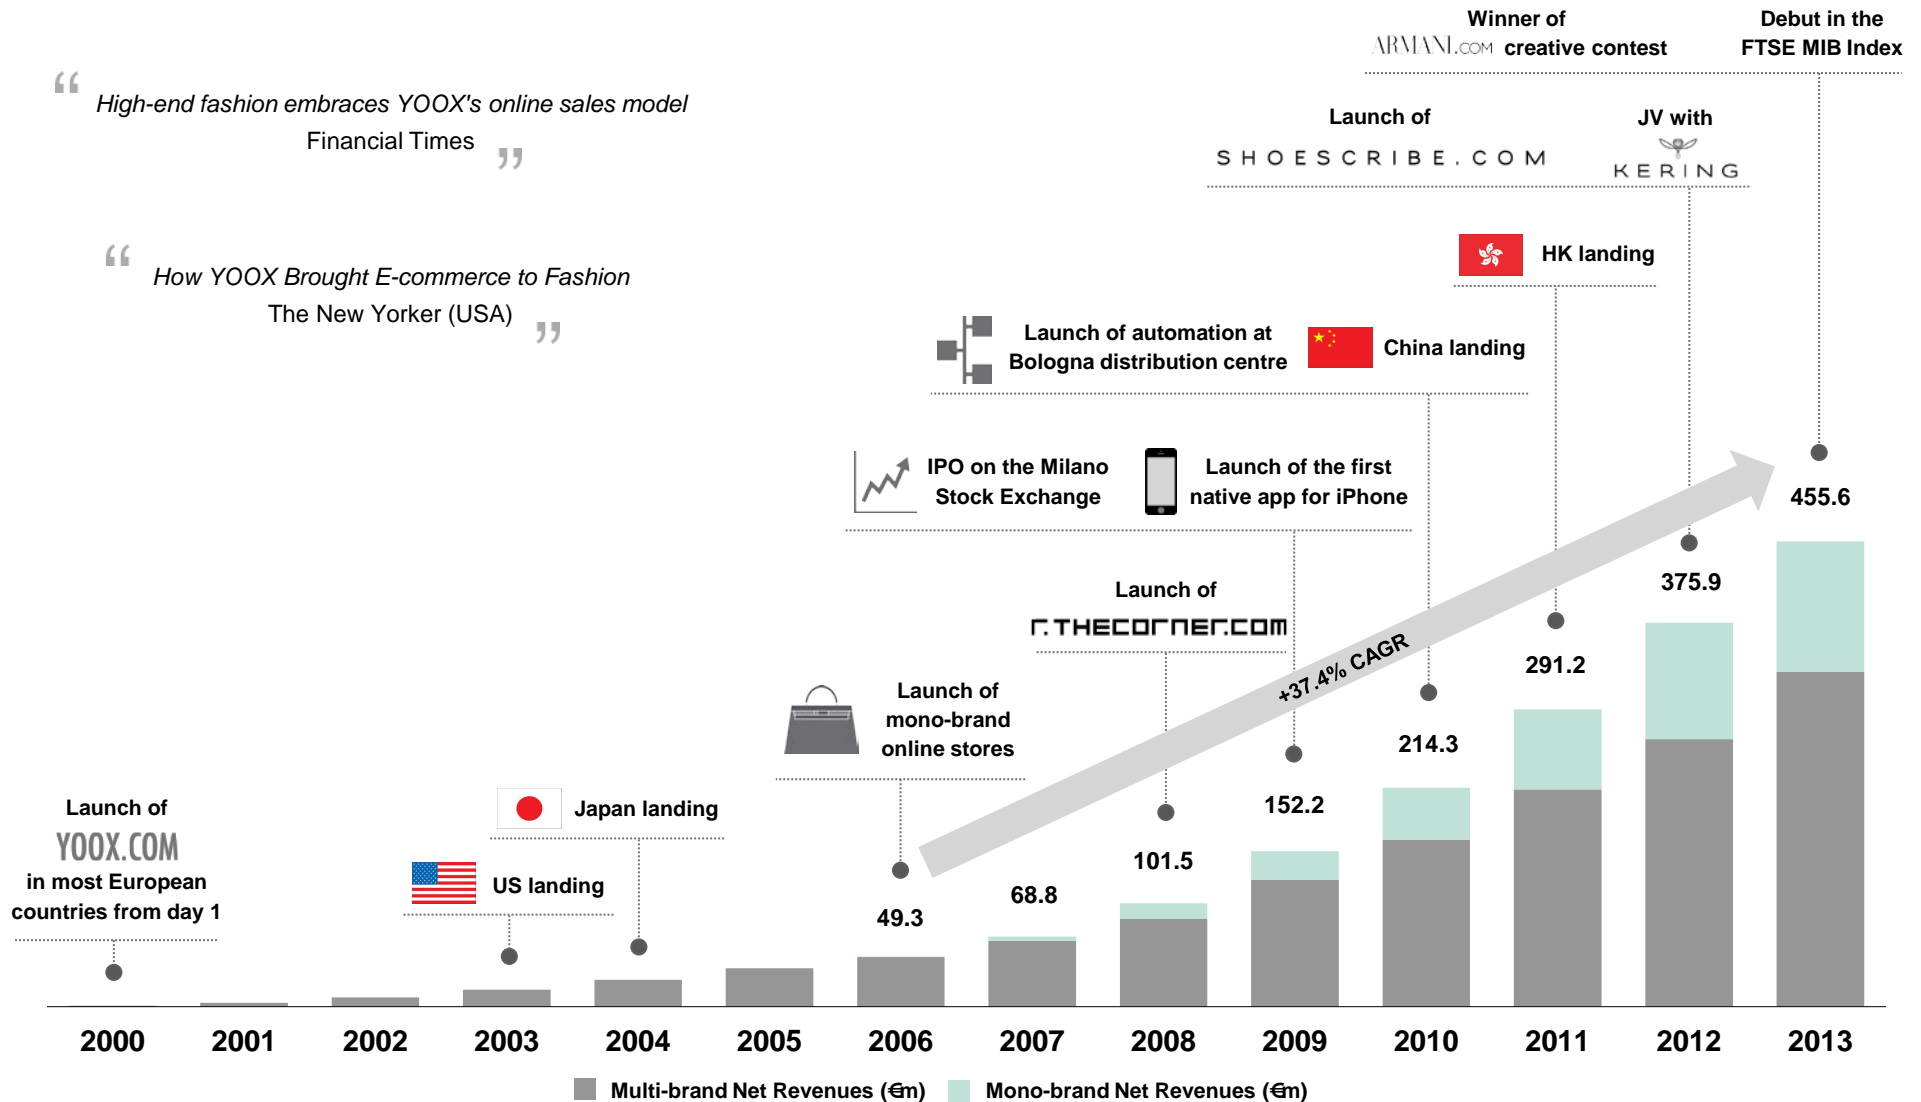 Winner of
ARMANI.COM creative contest
Debut in the
FTSE MIB Index
“
High-end fashion embraces YOOX's online sales model
Financial Times
”
Launch of
SHOESCRIBE.COM
JV with
KERING
“
How YOOX Brought E-commerce to Fashion
The New Yorker (USA)
”
HK landing
Launch of automation at
Bologna distribution centre
China landing
IPO on the Milano
Stock Exchange
Launch of the first
native app for iPhone
Launch of
THECORNER.COM
Launch of
mono-brand
online stores
Japan landing
US landing
Launch of
YOOX.COM
in most European
countries from day 1
+37.4% CAGR
49.3
68.8
101.5
152.2
214.3
291.2
375.9
455.6
2000 2001 2002 2003 2004 2005 2006 2007 2008 2009 2010 2011 2012 2013
Multi-brand Net Revenues (€m) Mono-brand Net Revenues (€m)